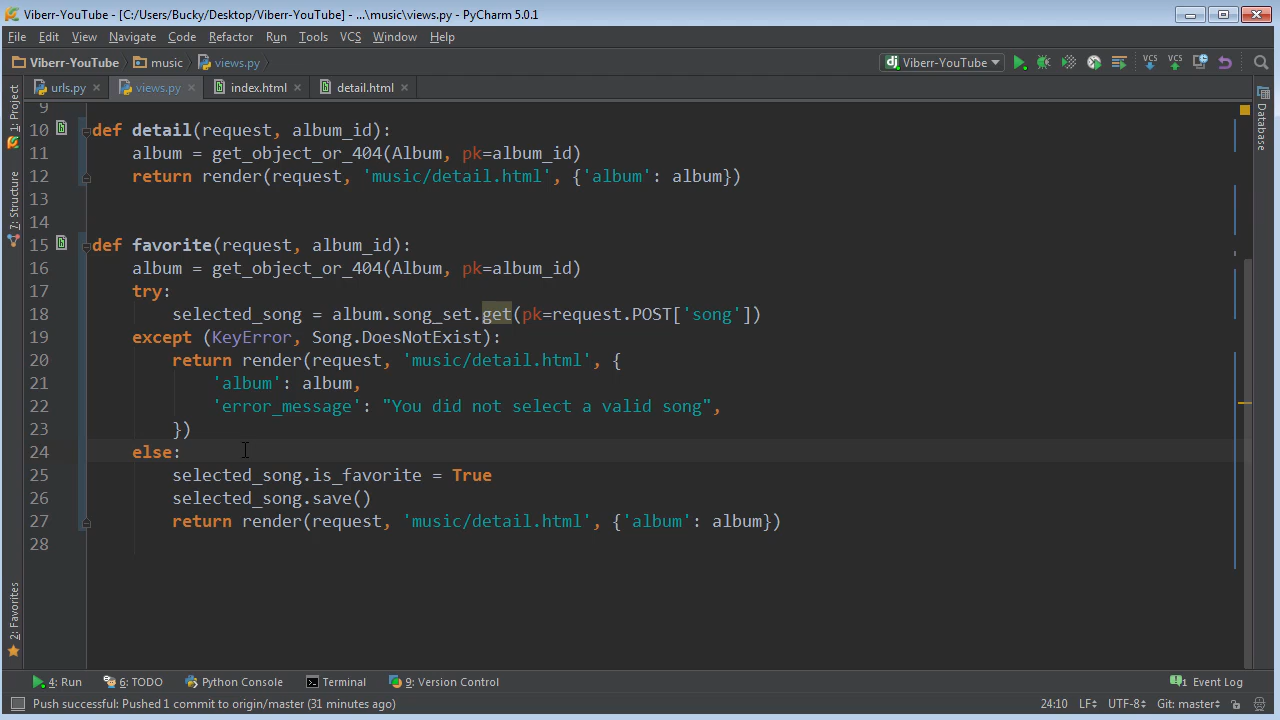 Viberr-YouTube - [C:/Users/Bucky/Desktop/Viberr-YouTube] - ...\music\views.py - PyCharm 5.0.1
File Edit View Navigate Code Refactor Run Tools VCS Window Help
Viberr-YouTube music views.py dj Viberr-YouTube VCS VCS
urls.py views.py index.html detail.html
1: Project
7: Structure
2: Favorites
Database
9
10 def detail(request, album_id):
11 album = get_object_or_404(Album, pk=album_id)
12 return render(request, 'music/detail.html', {'album': album})
13
14
15 def favorite(request, album_id):
16 album = get_object_or_404(Album, pk=album_id)
17 try:
18 selected_song = album.song_set.get(pk=request.POST['song'])
19 except (KeyError, Song.DoesNotExist):
20 return render(request, 'music/detail.html', {
21 'album': album,
22 'error_message': "You did not select a valid song",
23 })
24 else:
25 selected_song.is_favorite = True
26 selected_song.save()
27 return render(request, 'music/detail.html', {'album': album})
28
4: Run 6: TODO Python Console Terminal 9: Version Control 1 Event Log
Push successful: Pushed 1 commit to origin/master (31 minutes ago) 24:10 LF UTF-8 Git: master